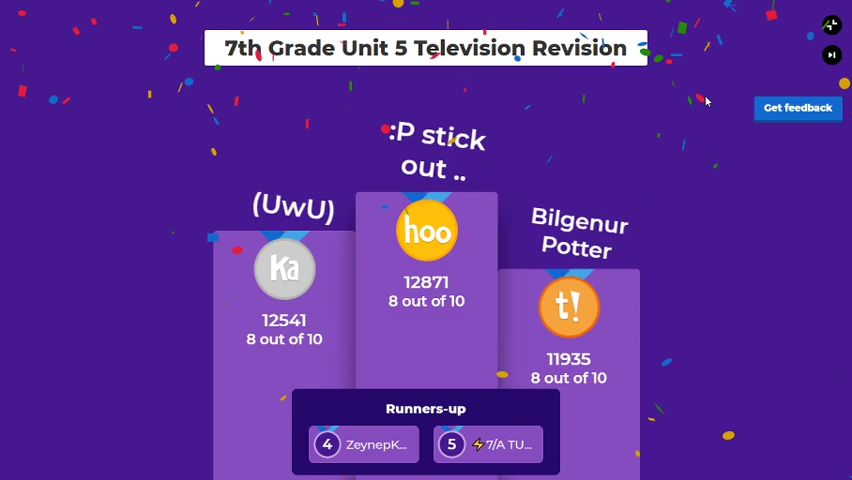 7th Grade Unit 5 Television Revision
Get feedback
:P stick
out ..
(UwU)
Bilgenur
Potter
Ka
hoo
t!
12541
8 out of 10
12871
8 out of 10
11935
8 out of 10
Runners-up
4 ZeynepK...
5 ⚡7/A TU...